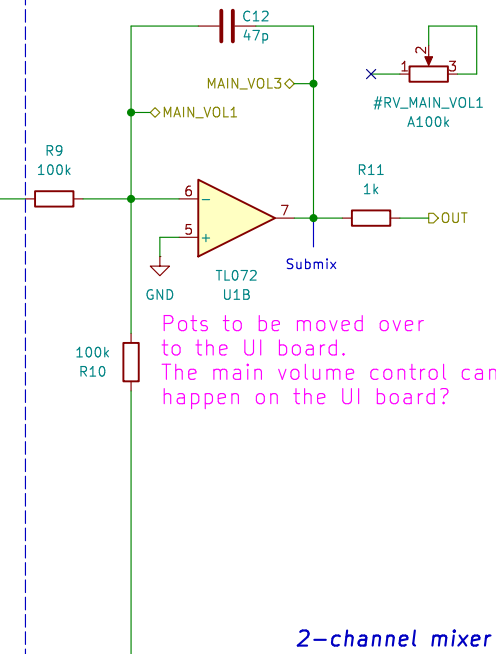 C12
47p
MAIN_VOL3
MAIN_VOL1
1
2
3
#RV_MAIN_VOL1
A100k
R9
100k
6
−
5
+
7
TL072
U1B
GND
R11
1k
OUT
Submix
100k
R10
Pots to be moved over
to the UI board.
The main volume control can
happen on the UI board?
2−channel mixer